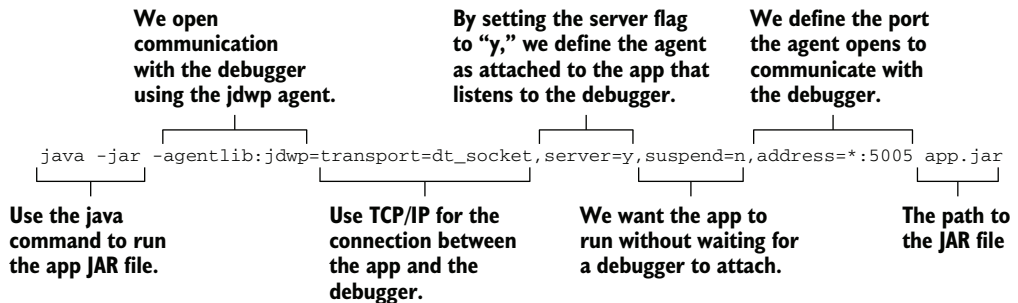 We open
communication
with the debugger
using the jdwp agent.
By setting the server flag
to “y,” we define the agent
as attached to the app that
listens to the debugger.
We define the port
the agent opens to
communicate with
the debugger.
java -jar -agentlib:jdwp=transport=dt_socket,server=y,suspend=n,address=*:5005 app.jar
Use the java
command to run
the app JAR file.
Use TCP/IP for the
connection between
the app and the
debugger.
We want the app to
run without waiting for
a debugger to attach.
The path to
the JAR file